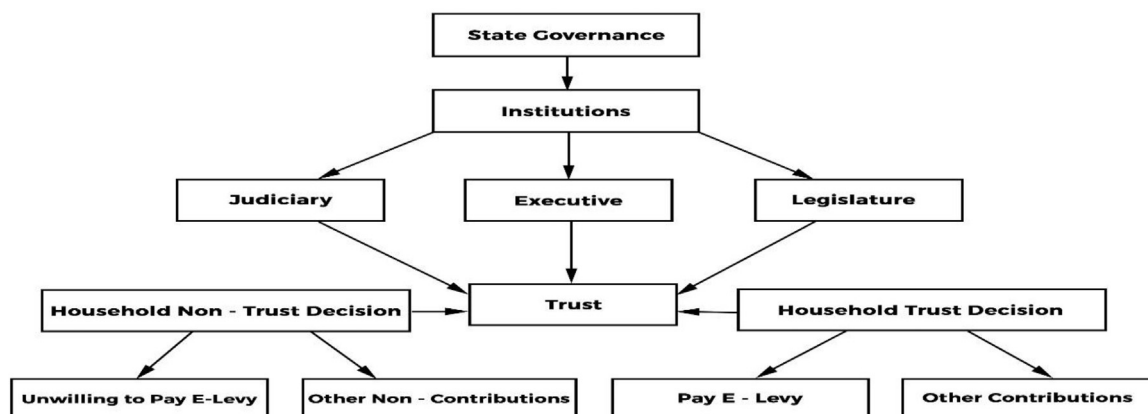 State Governance
Institutions
Judiciary
Executive
Legislature
Household Non - Trust Decision
Trust
Household Trust Decision
Unwilling to Pay E-Levy
Other Non - Contributions
Pay E - Levy
Other Contributions